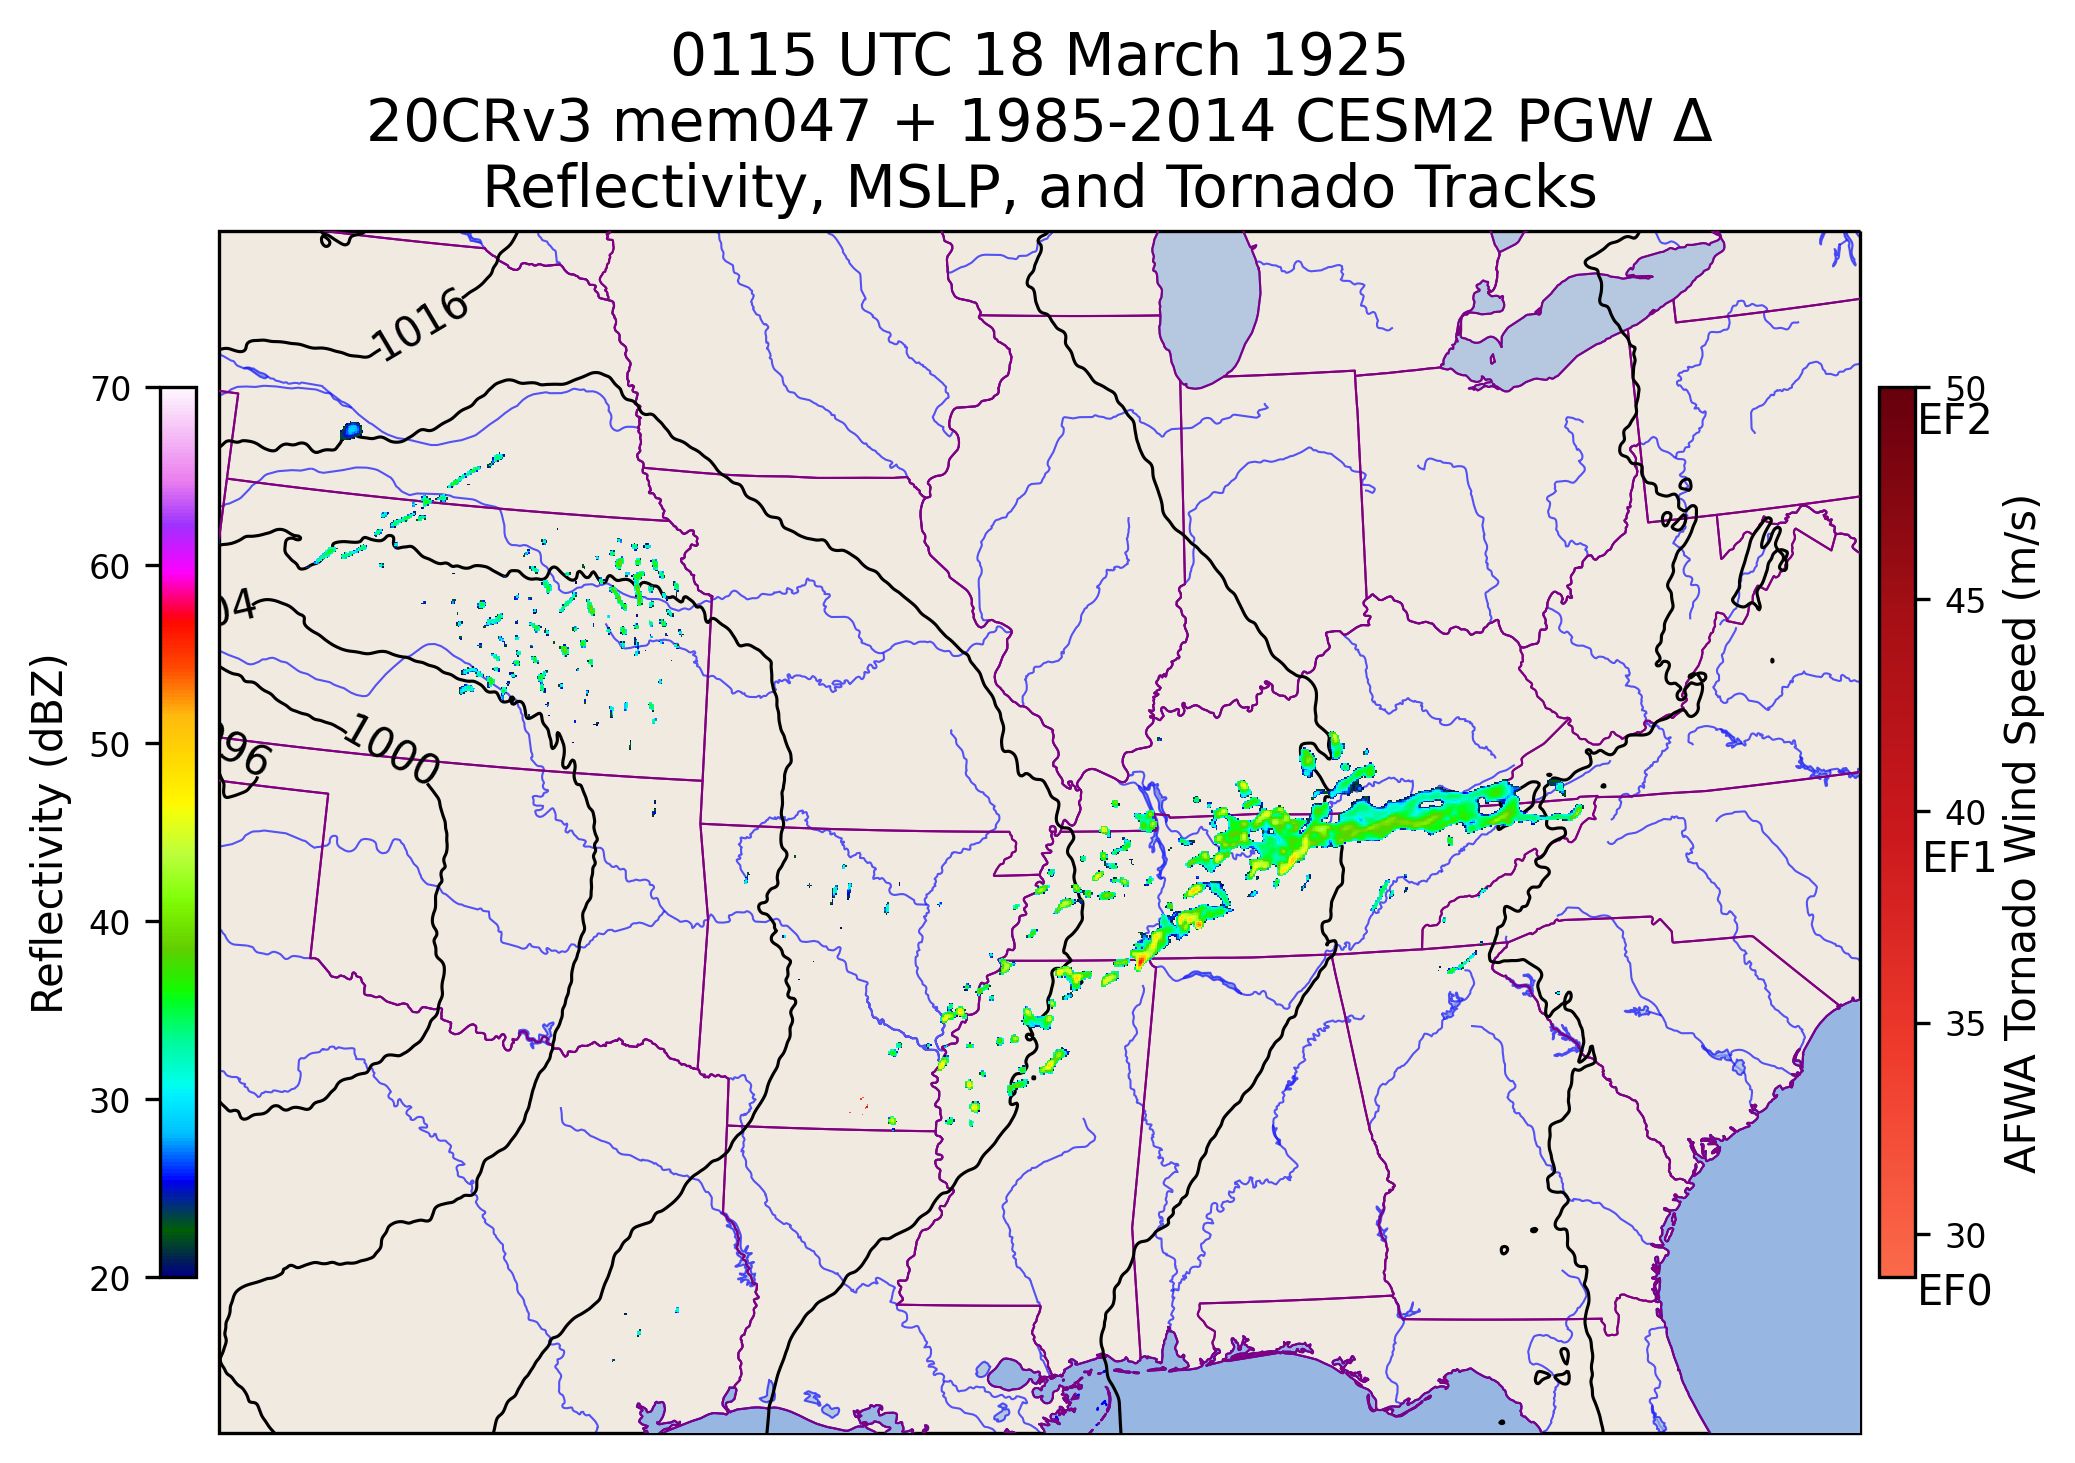 0115 UTC 18 March 1925
20CRv3 mem047 + 1985-2014 CESM2 PGW Δ
Reflectivity, MSLP, and Tornado Tracks
1016
04
1000
996
70
60
50
40
30
20
Reflectivity (dBZ)
50
EF2
45
40
EF1
35
30
EF0
AFWA Tornado Wind Speed (m/s)